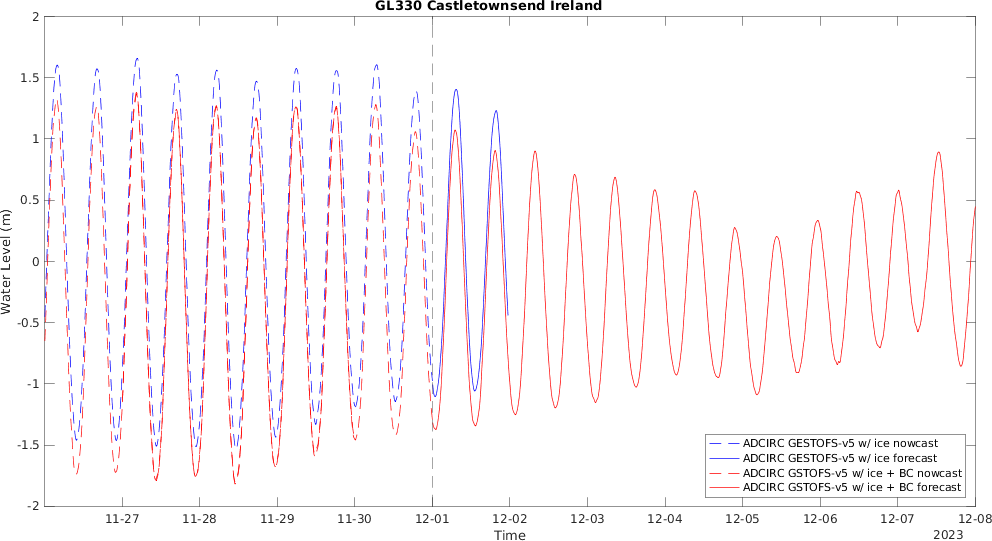 GL330 Castletownsend Ireland
2
1.5
1
0.5
0
-0.5
-1
-1.5
-2
Water Level (m)
ADCIRC GESTOFS-v5 w/ ice nowcast
ADCIRC GESTOFS-v5 w/ ice forecast
ADCIRC GSTOFS-v5 w/ ice + BC nowcast
ADCIRC GSTOFS-v5 w/ ice + BC forecast
11-27 11-28 11-29 11-30 12-01 12-02 12-03 12-04 12-05 12-06 12-07 12-08
Time
2023